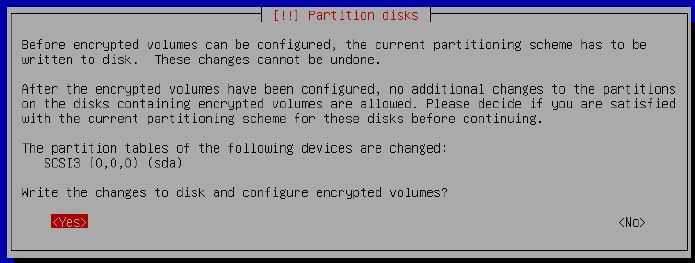 [!!] Partition disks
Before encrypted volumes can be configured, the current partitioning scheme has to be
written to disk.  These changes cannot be undone.
After the encrypted volumes have been configured, no additional changes to the partitions
on the disks containing encrypted volumes are allowed. Please decide if you are satisfied
with the current partitioning scheme for these disks before continuing.
The partition tables of the following devices are changed:
SCSI3 (0,0,0) (sda)
Write the changes to disk and configure encrypted volumes?
<Yes> <No>